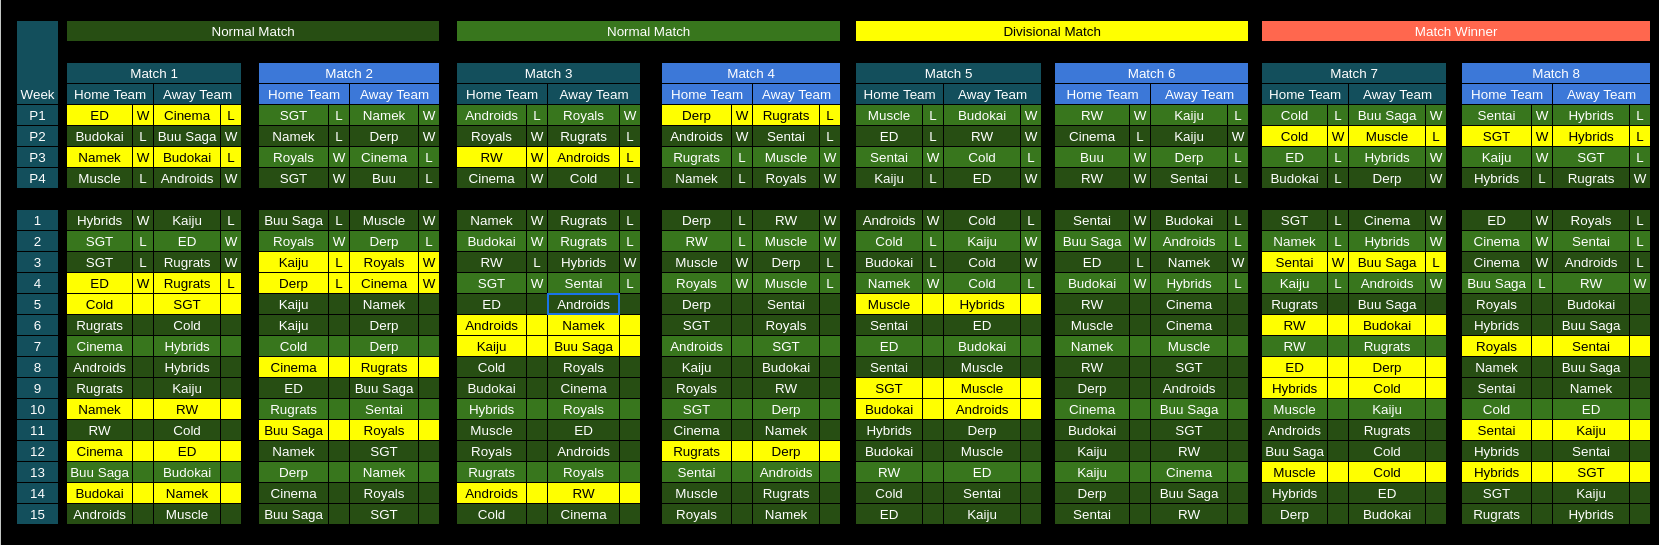 Normal Match Normal Match Divisional Match Match Winner
Match 1 Match 2 Match 3 Match 4 Match 5 Match 6 Match 7 Match 8
Week Home Team Away Team Home Team Away Team Home Team Away Team Home Team Away Team Home Team Away Team Home Team Away Team Home Team Away Team Home Team Away Team
P1 ED W Cinema L SGT L Namek W Androids L Royals W Derp W Rugrats L Muscle L Budokai W RW W Kaiju L Cold L Buu Saga W Sentai W Hybrids L
P2 Budokai L Buu Saga W Namek L Derp W Royals W Rugrats L Androids W Sentai L ED L RW W Cinema L Kaiju W Cold W Muscle L SGT W Hybrids L
P3 Namek W Budokai L Royals W Cinema L RW W Androids L Rugrats L Muscle W Sentai W Cold L Buu W Derp L ED L Hybrids W Kaiju W SGT L
P4 Muscle L Androids W SGT W Buu L Cinema W Cold L Namek L Royals W Kaiju L ED W RW W Sentai L Budokai L Derp W Hybrids L Rugrats W
1 Hybrids W Kaiju L Buu Saga L Muscle W Namek W Rugrats L Derp L RW W Androids W Cold L Sentai W Budokai L SGT L Cinema W ED W Royals L
2 SGT L ED W Royals W Derp L Budokai W Rugrats L RW L Muscle W Cold L Kaiju W Buu Saga W Androids L Namek L Hybrids W Cinema W Sentai L
3 SGT L Rugrats W Kaiju L Royals W RW L Hybrids W Muscle W Derp L Budokai L Cold W ED L Namek W Sentai W Buu Saga L Cinema W Androids L
4 ED W Rugrats L Derp L Cinema W SGT W Sentai L Royals W Muscle L Namek W Cold L Budokai W Hybrids L Kaiju L Androids W Buu Saga L RW W
5 Cold SGT Kaiju Namek ED Androids Derp Sentai Muscle Hybrids RW Cinema Rugrats Buu Saga Royals Budokai
6 Rugrats Cold Kaiju Derp Androids Namek SGT Royals Sentai ED Muscle Cinema RW Budokai Hybrids Buu Saga
7 Cinema Hybrids Cold Derp Kaiju Buu Saga Androids SGT ED Budokai Namek Muscle RW Rugrats Royals Sentai
8 Androids Hybrids Cinema Rugrats Cold Royals Kaiju Budokai Sentai Muscle RW SGT ED Derp Namek Buu Saga
9 Rugrats Kaiju ED Buu Saga Budokai Cinema Royals RW SGT Muscle Derp Androids Hybrids Cold Sentai Namek
10 Namek RW Rugrats Sentai Hybrids Royals SGT Derp Budokai Androids Cinema Buu Saga Muscle Kaiju Cold ED
11 RW Cold Buu Saga Royals Muscle ED Cinema Namek Hybrids Derp Budokai SGT Androids Rugrats Sentai Kaiju
12 Cinema ED Namek SGT Royals Androids Rugrats Derp Budokai Muscle Kaiju RW Buu Saga Cold Hybrids Sentai
13 Buu Saga Budokai Derp Namek Rugrats Royals Sentai Androids RW ED Kaiju Cinema Muscle Cold Hybrids SGT
14 Budokai Namek Cinema Royals Androids RW Muscle Rugrats Cold Sentai Derp Buu Saga Hybrids ED SGT Kaiju
15 Androids Muscle Buu Saga SGT Cold Cinema Royals Namek ED Kaiju Sentai RW Derp Budokai Rugrats Hybrids